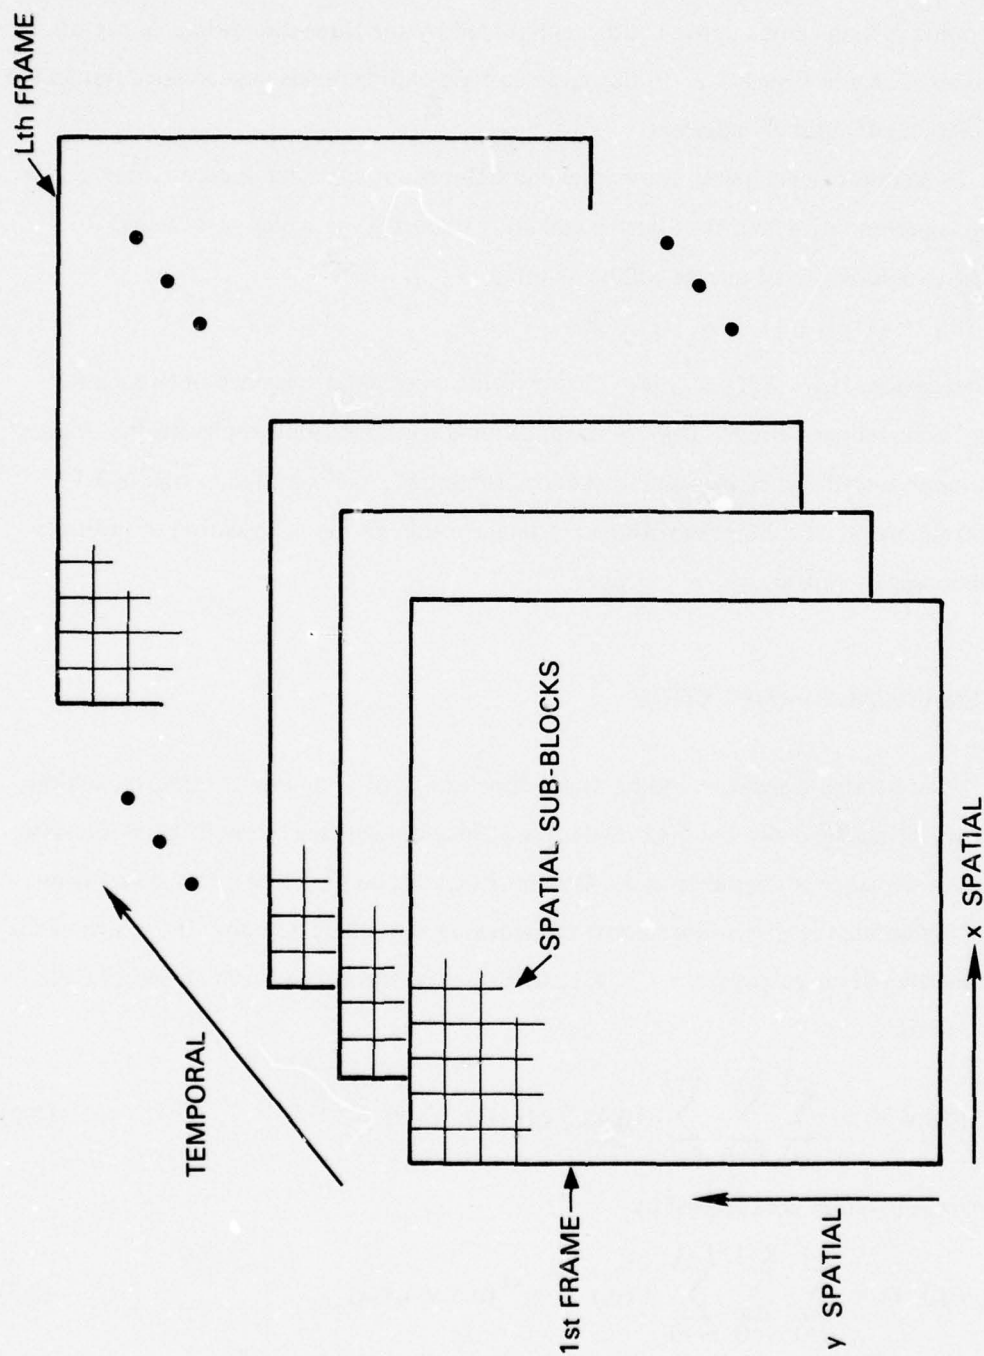 Lth FRAME
TEMPORAL
SPATIAL SUB-BLOCKS
1st FRAME
y SPATIAL
x SPATIAL